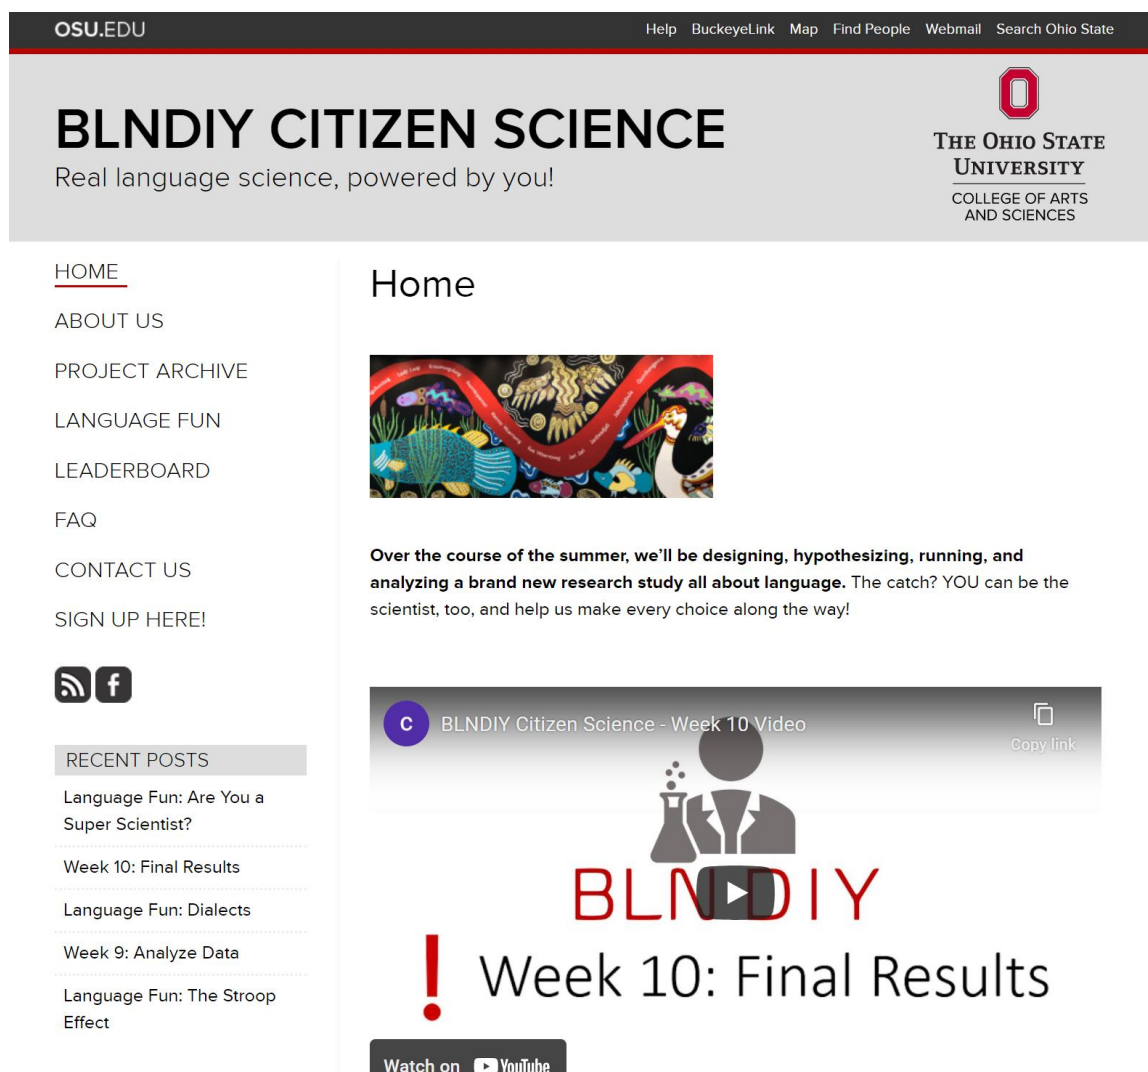 OSU.EDU
Help BuckeyeLink Map Find People Webmail Search Ohio State
BLNDIY CITIZEN SCIENCE
Real language science, powered by you!
THE OHIO STATE
UNIVERSITY
COLLEGE OF ARTS
AND SCIENCES
HOME
ABOUT US
PROJECT ARCHIVE
LANGUAGE FUN
LEADERBOARD
FAQ
CONTACT US
SIGN UP HERE!
RECENT POSTS
Language Fun: Are You a
Super Scientist?
Week 10: Final Results
Language Fun: Dialects
Week 9: Analyze Data
Language Fun: The Stroop
Effect
Home
Over the course of the summer, we'll be designing, hypothesizing, running, and
analyzing a brand new research study all about language. The catch? YOU can be the
scientist, too, and help us make every choice along the way!
C BLNDIY Citizen Science - Week 10 Video
Copy link
BLNDIY
! Week 10: Final Results
Watch on YouTube